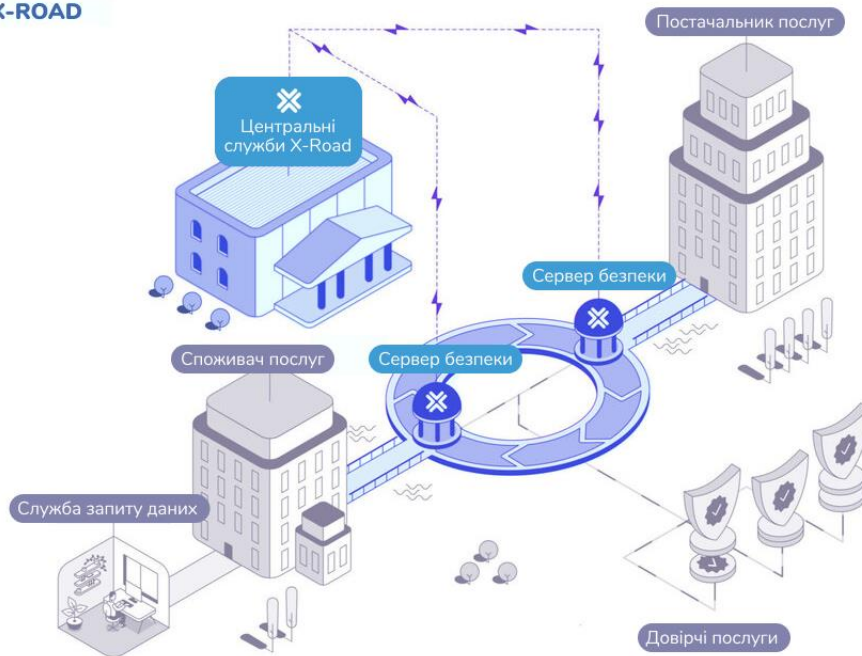 X-ROAD
Постачальник послуг
Центральні
служби X-Road
Сервер безпеки
Споживач послуг
Сервер безпеки
Служба запиту даних
Довірчі послуги